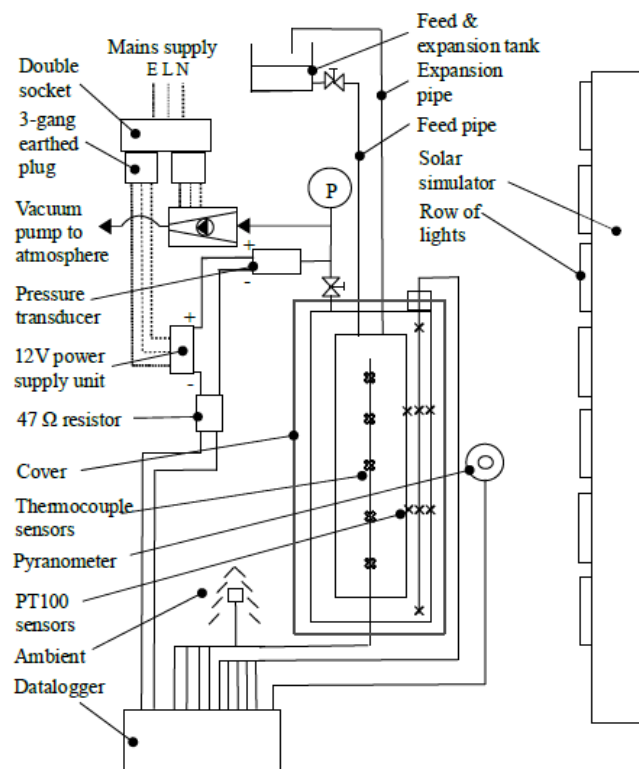 Mains supply
E L N
Double
socket
3-gang
earthed
plug
Vacuum
pump to
atmosphere
+
-
Pressure
transducer
+
12V power
supply unit
-
47 Ω resistor
Cover
Thermocouple
sensors
Pyranometer
PT100
sensors
Ambient
Datalogger
P
Feed &
expansion tank
Expansion
pipe
Feed pipe
Solar
simulator
Row of
lights